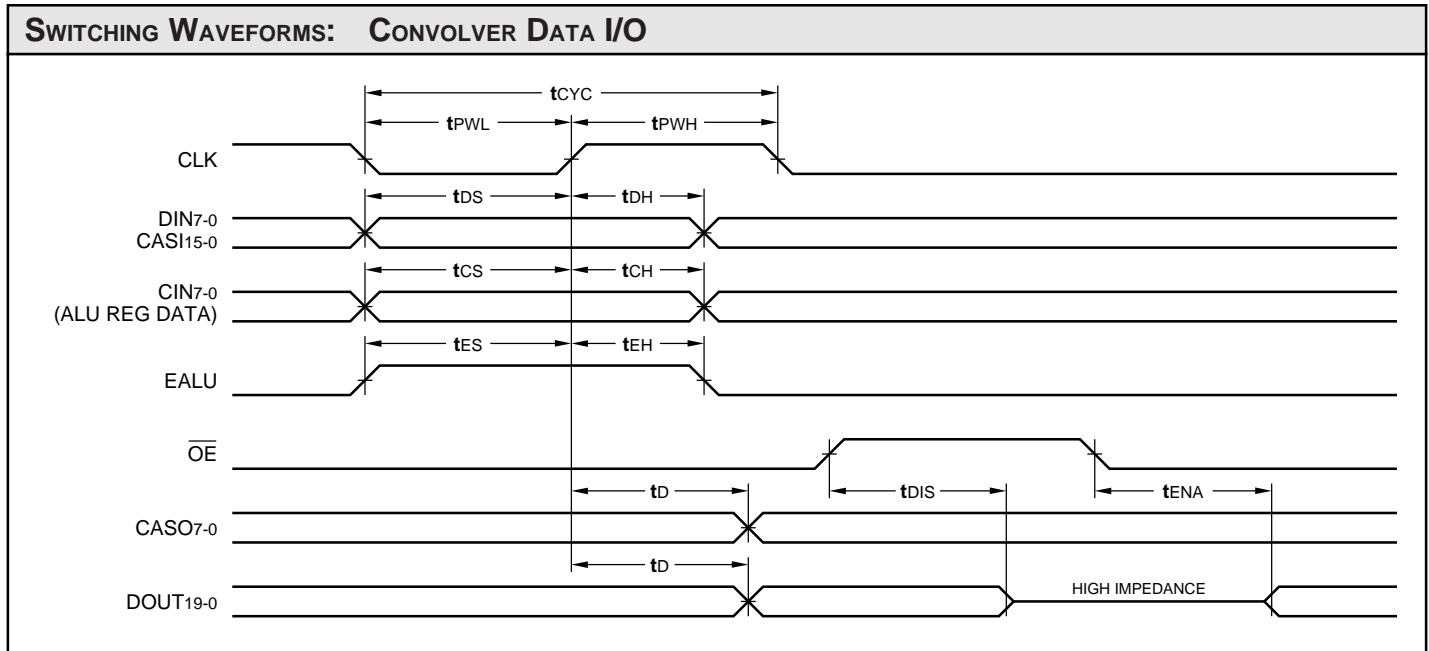 SWITCHING WAVEFORMS: CONVOLVER DATA I/O
tCYC
tPWL tPWH
CLK
tDS tDH
DIN7-0
CASI15-0
tCS tCH
CIN7-0
(ALU REG DATA)
tES tEH
EALU
OE
tD tDIS tENA
CASO7-0
tD
DOUT19-0 HIGH IMPEDANCE